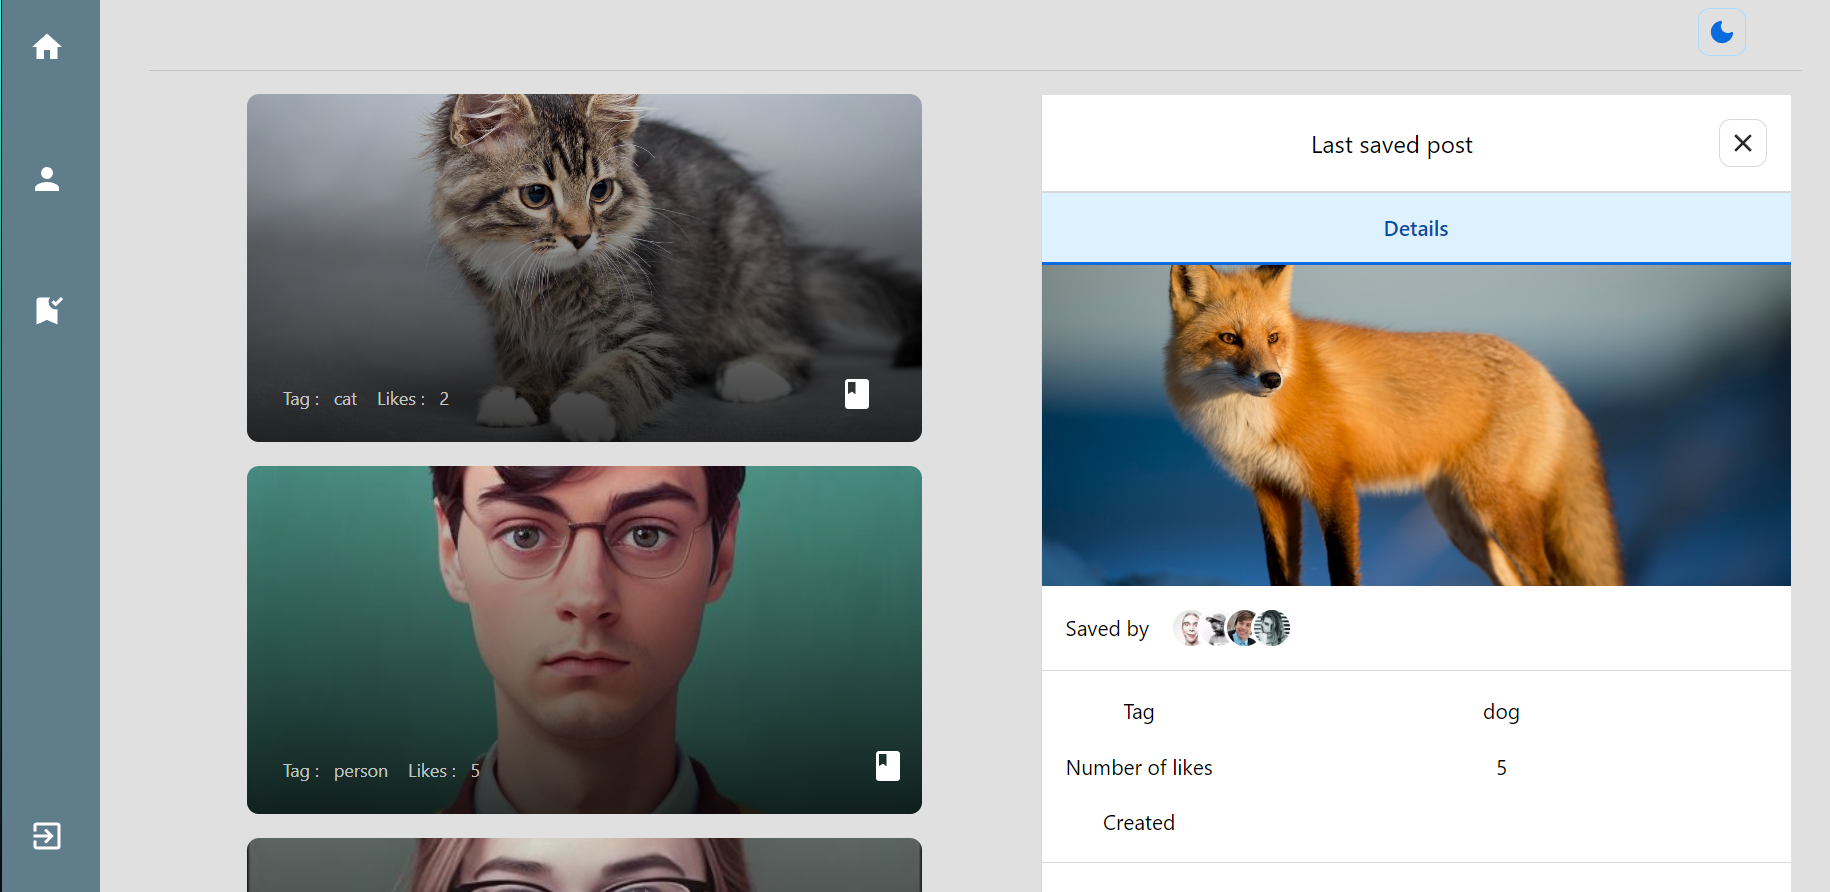 Tag : cat Likes : 2
Tag : person Likes : 5
Last saved post
Details
Saved by
Tag dog
Number of likes 5
Created